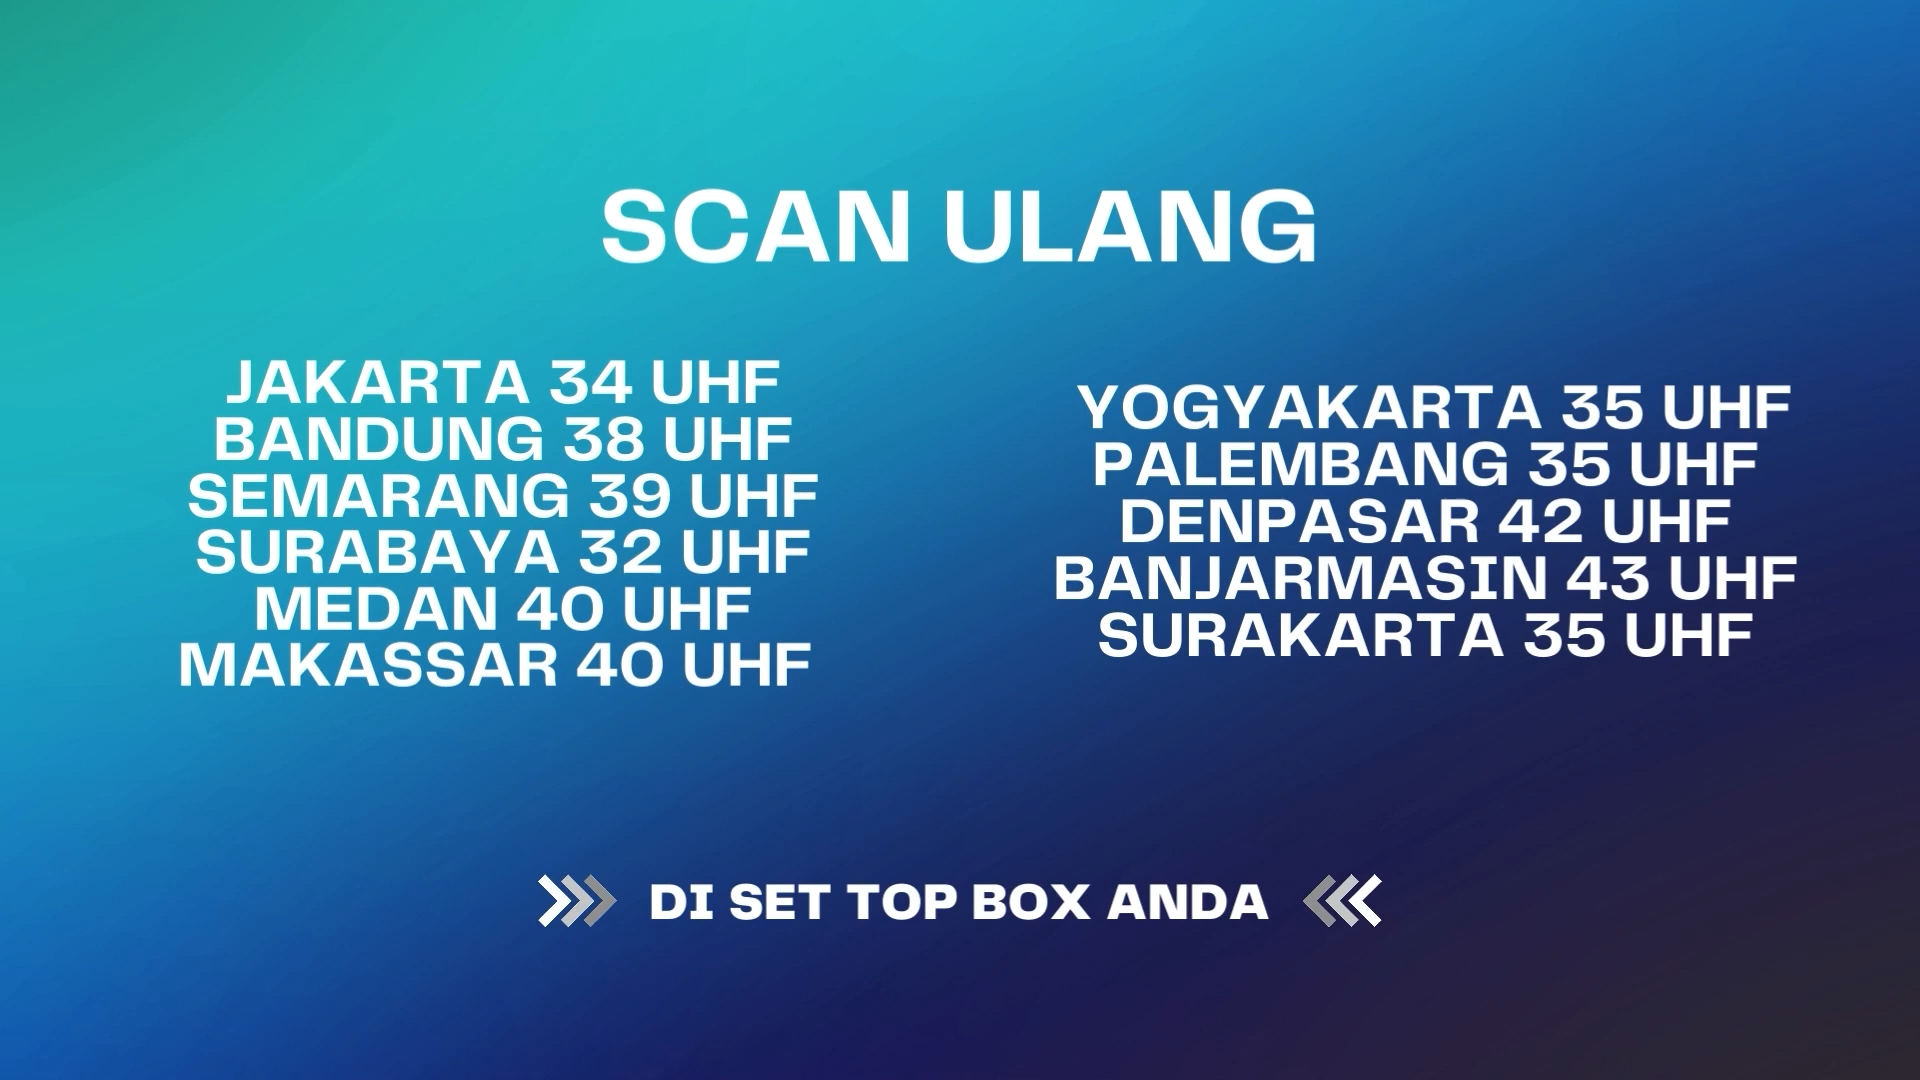 SCAN ULANG
JAKARTA 34 UHF
BANDUNG 38 UHF
SEMARANG 39 UHF
SURABAYA 32 UHF
MEDAN 40 UHF
MAKASSAR 40 UHF
YOGYAKARTA 35 UHF
PALEMBANG 35 UHF
DENPASAR 42 UHF
BANJARMASIN 43 UHF
SURAKARTA 35 UHF
DI SET TOP BOX ANDA